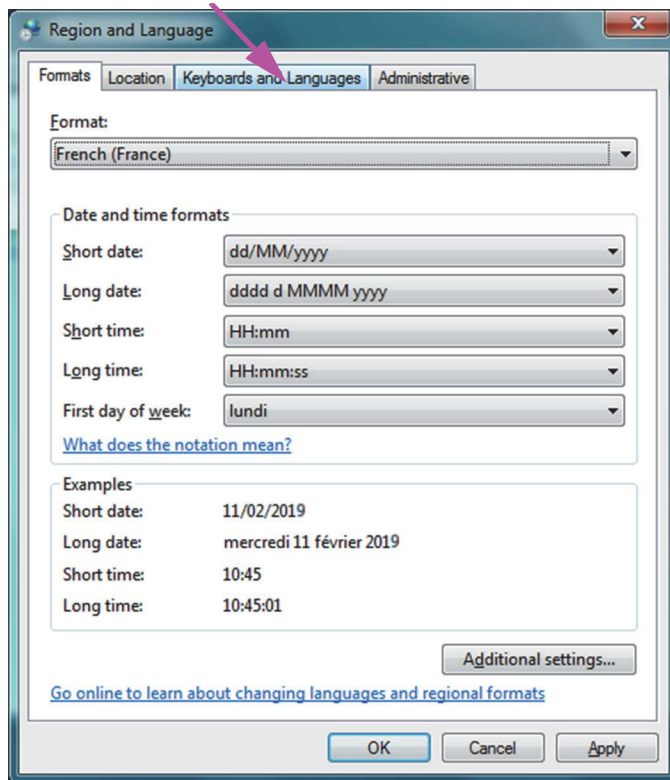 Region and Language
Formats Location Keyboards and Languages Administrative
Format:
French (France)
Date and time formats
Short date: dd/MM/yyyy
Long date: dddd d MMMM yyyy
Short time: HH:mm
Long time: HH:mm:ss
First day of week: lundi
What does the notation mean?
Examples
Short date: 11/02/2019
Long date: mercredi 11 février 2019
Short time: 10:45
Long time: 10:45:01
Additional settings...
Go online to learn about changing languages and regional formats
OK Cancel Apply